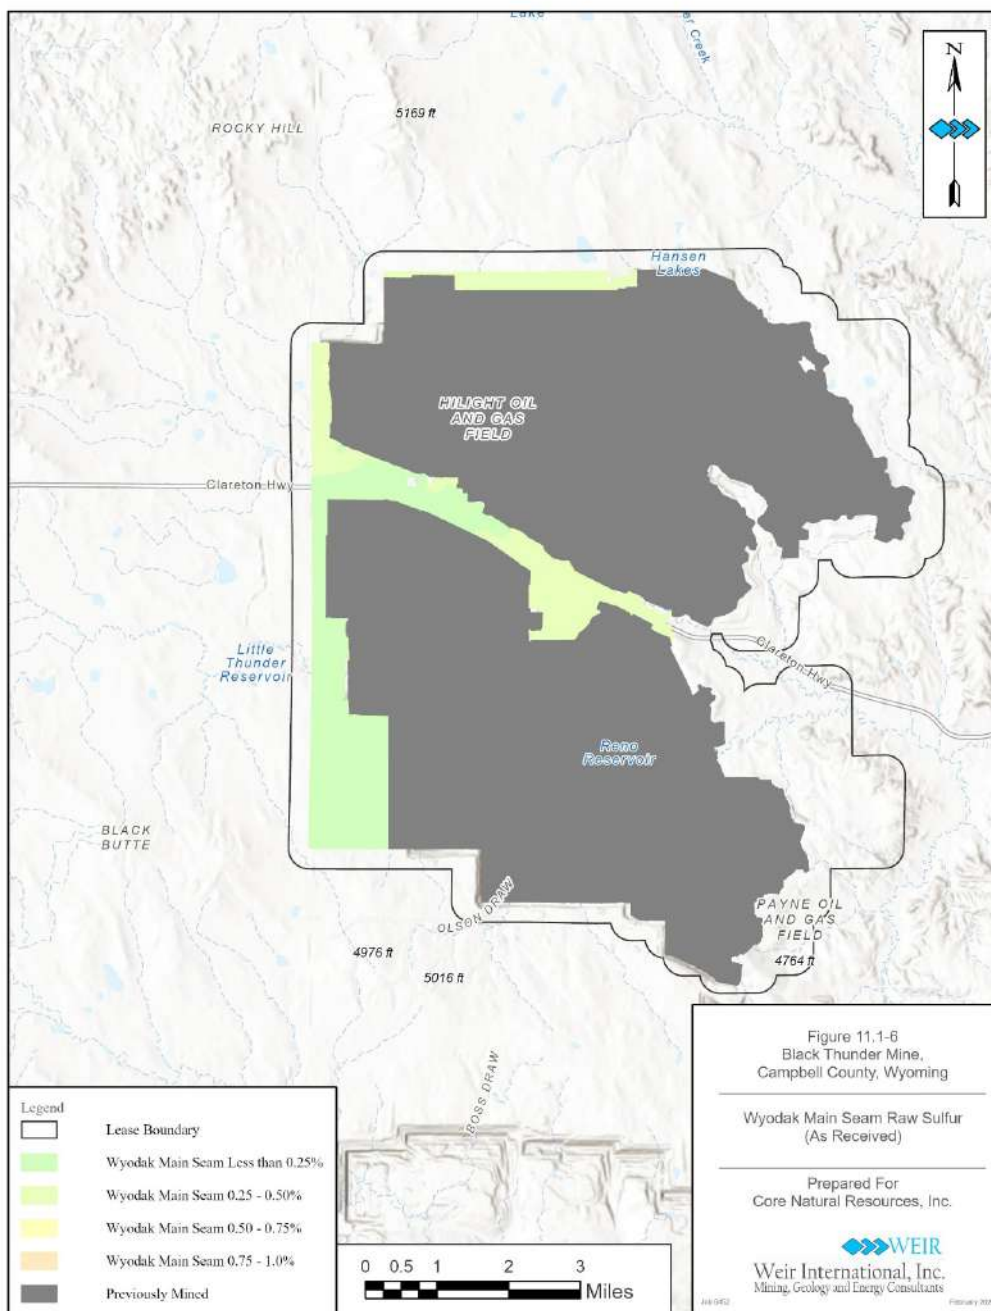 Lake
Creek
5169 ft
ROCKY HILL
N
Hansen
Lakes
HILIGHT OIL
AND GAS
FIELD
Clareton Hwy
Little
Thunder
Reservoir
Clareton Hwy
Reno
Reservoir
BLACK
BUTTE
OLSON DRAW
PAYNE OIL
AND GAS
FIELD
4764 ft
4976 ft
5016 ft
BOSS DRAW
Figure 11.1-6
Black Thunder Mine,
Campbell County, Wyoming
Wyodak Main Seam Raw Sulfur
(As Received)
Prepared For
Core Natural Resources, Inc.
WEIR
Weir International, Inc.
Mining, Geology and Energy Consultants
Legend
Lease Boundary
Wyodak Main Seam Less than 0.25%
Wyodak Main Seam 0.25 - 0.50%
Wyodak Main Seam 0.50 - 0.75%
Wyodak Main Seam 0.75 - 1.0%
Previously Mined
0 0.5 1 2 3
Miles
February